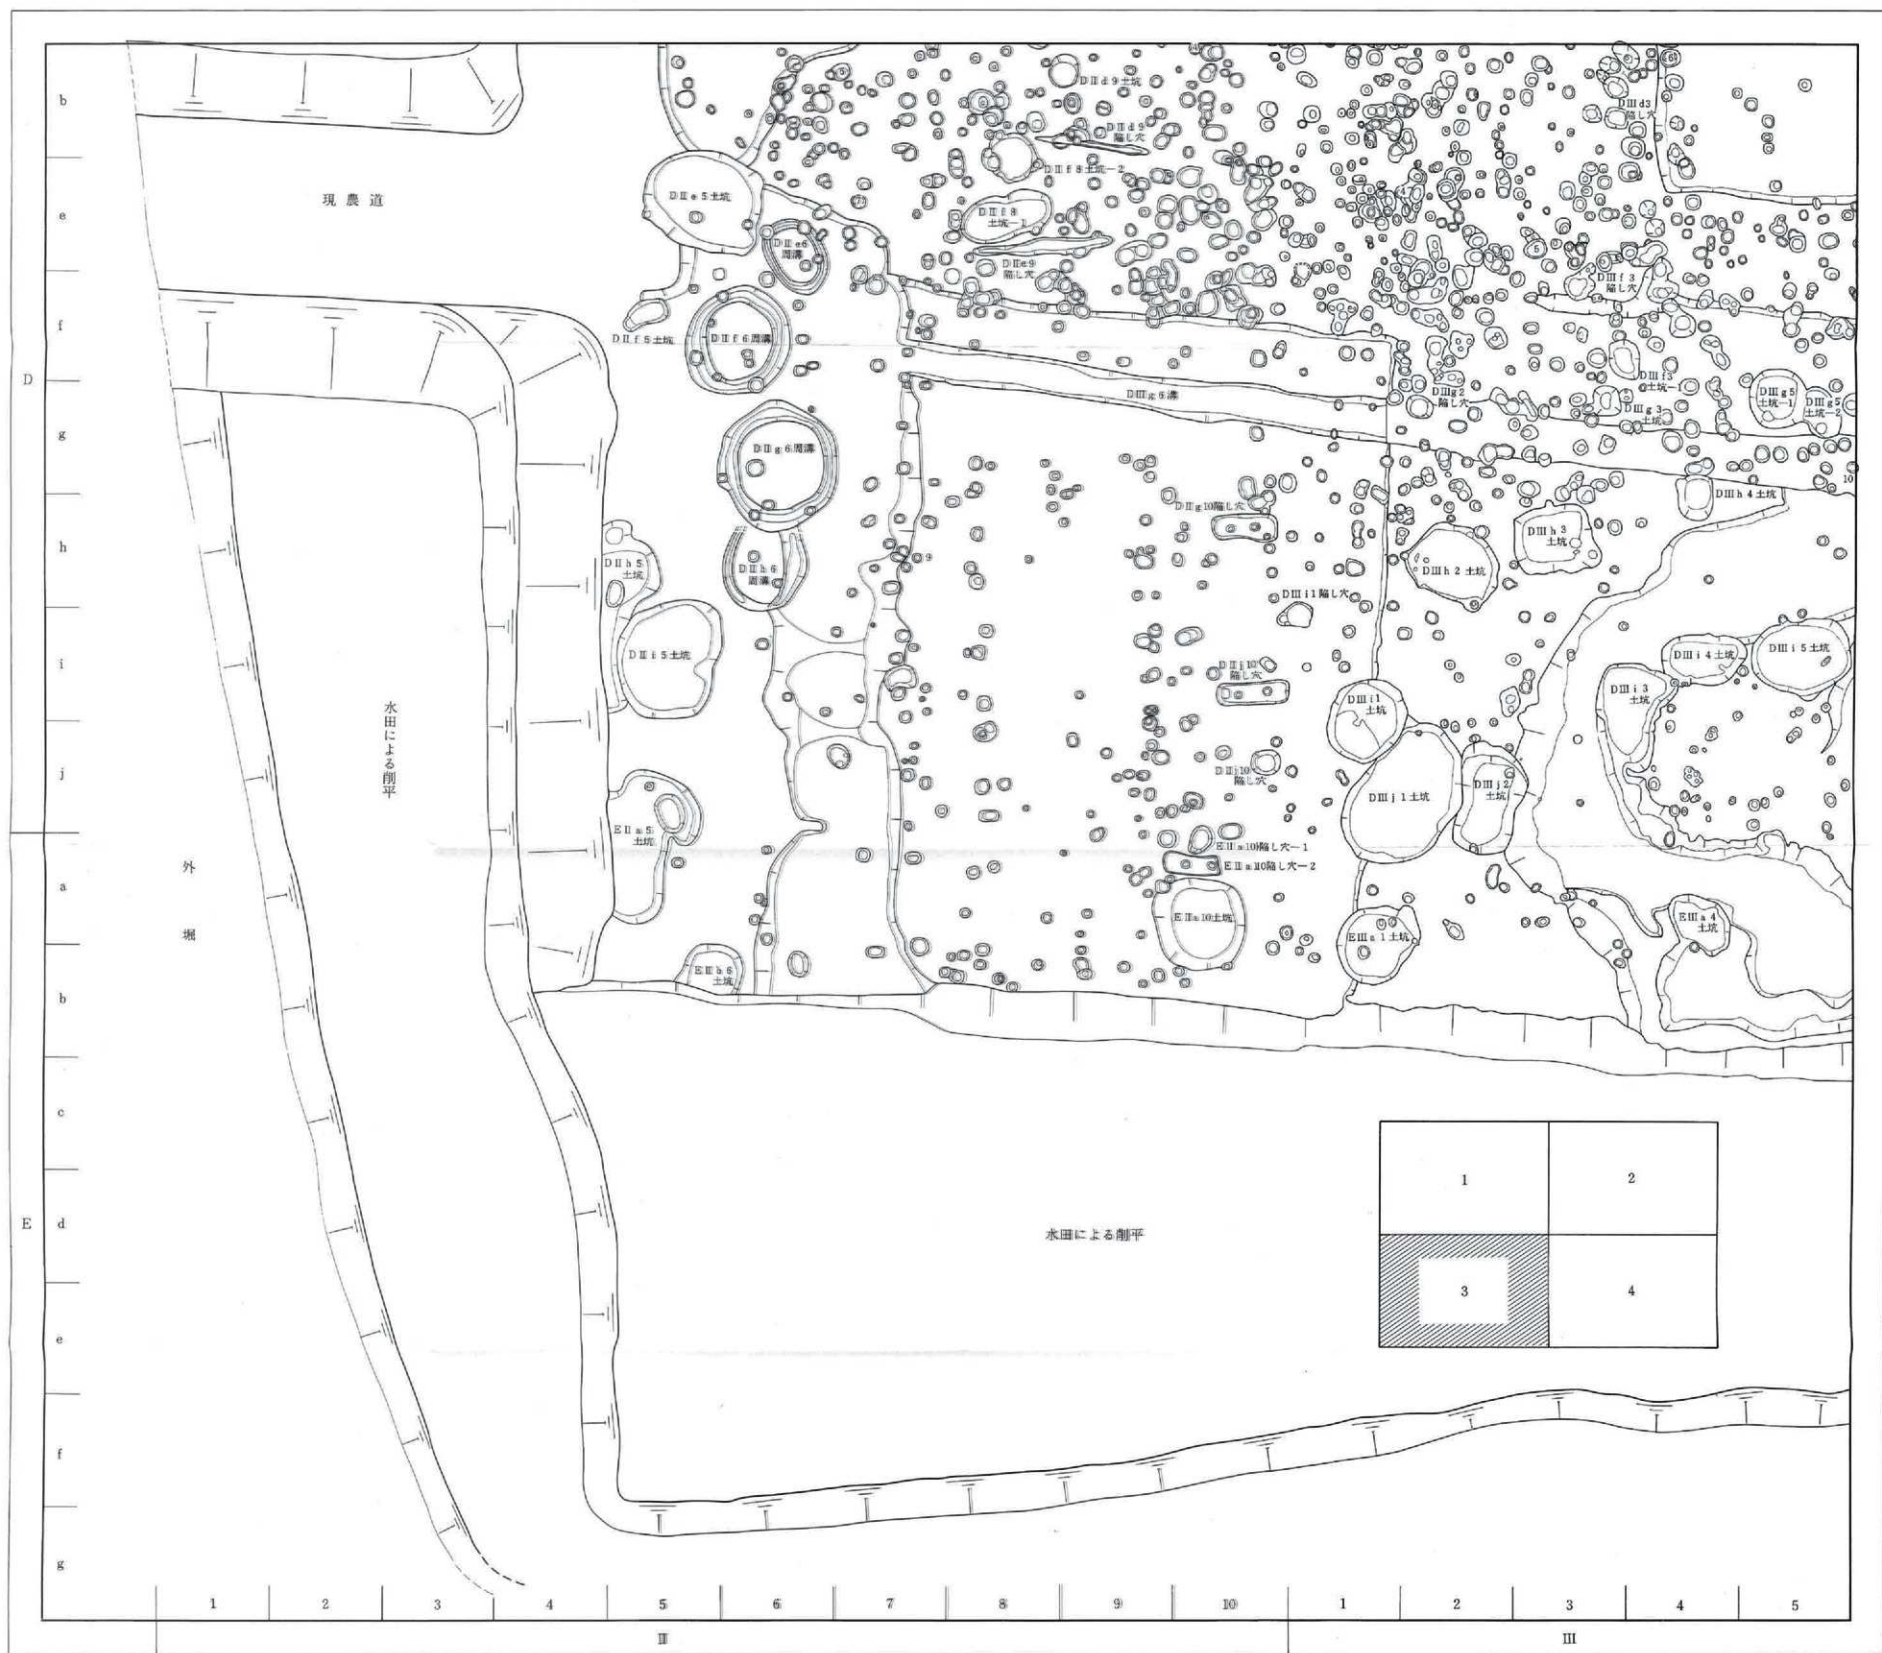 b
e
f
D
g
h
i
j
a
b
c
E
d
e
f
g
現農道
水田による削平
外堀
水田による削平
DⅡd9土坑
DⅡd9
陥し穴
DⅢd3
陥し穴
DⅡf8土坑-2
DⅡe5土坑
DⅡf8
土坑-1
DⅡe6
周溝
DⅡe9
陥し穴
DⅢf3
陥し穴
DⅡf5土坑
DⅡf6周溝
DⅢf3
土坑-1
DⅢg6溝
DⅢg2
陥し穴
DⅢg3
土坑
DⅢg5
土坑-1
DⅢg5
土坑-2
DⅡg6周溝
10
DⅢh4土坑
DⅡg10陥し穴
DⅢh3
土坑
DⅡh5
土坑
DⅡh6
周溝
9
DⅢh2土坑
DⅢi1陥し穴
DⅡi5土坑
DⅢi4土坑
DⅢi5土坑
DⅡj10
陥し穴
DⅢi1
土坑
DⅢi3
土坑
DⅡj10
陥し穴
DⅢj1土坑
DⅢj2
土坑
EⅡa5
土坑
EⅡa10陥し穴-1
EⅡa10陥し穴-2
EⅡa10土坑
EⅢa1土坑
EⅢa4
土坑
EⅡb6
土坑
1
2
3
4
1
2
3
4
5
6
7
8
9
10
1
2
3
4
5
Ⅱ
Ⅲ